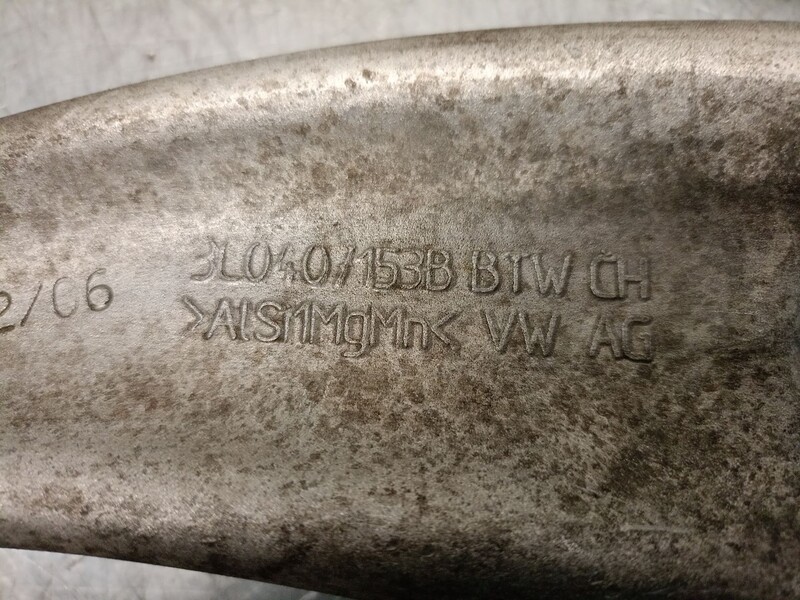 2/06
3L0407153B BTW CH
>AlSi1MgMn< VW AG